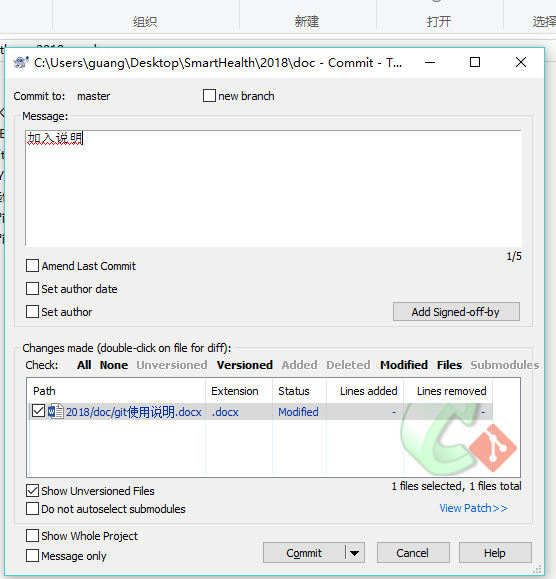 组织
新建
打开
选择
C:\Users\guang\Desktop\SmartHealth\2018\doc - Commit - T...
Commit to: master
new branch
Message:
加入说明
1/5
Amend Last Commit
Set author date
Set author
Add Signed-off-by
Changes made (double-click on file for diff):
Check: All None Unversioned Versioned Added Deleted Modified Files Submodules
Path Extension Status Lines added Lines removed
2018/doc/git使用说明.docx .docx Modified - -
Show Unversioned Files
1 files selected, 1 files total
Do not autoselect submodules
View Patch>>
Show Whole Project
Message only
Commit
Cancel
Help